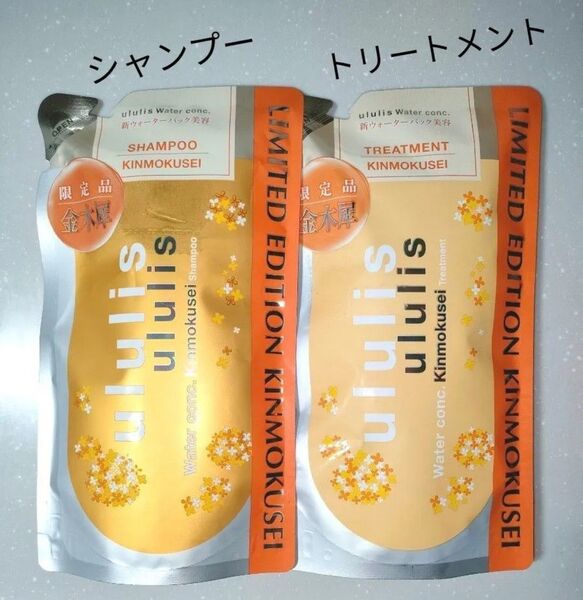 シャンプー
トリートメント
ululis Water conc.
新ウォーターパック美容
SHAMPOO
KINMOKUSEI
限定品
金木犀
ululis
ululis
Water conc. Kinmokusei Shampoo
LIMITED EDITION KINMOKUSEI
ululis Water conc.
新ウォーターパック美容
TREATMENT
KINMOKUSEI
限定品
金木犀
ululis
ululis
Water conc. Kinmokusei Treatment
LIMITED EDITION KINMOKUSEI